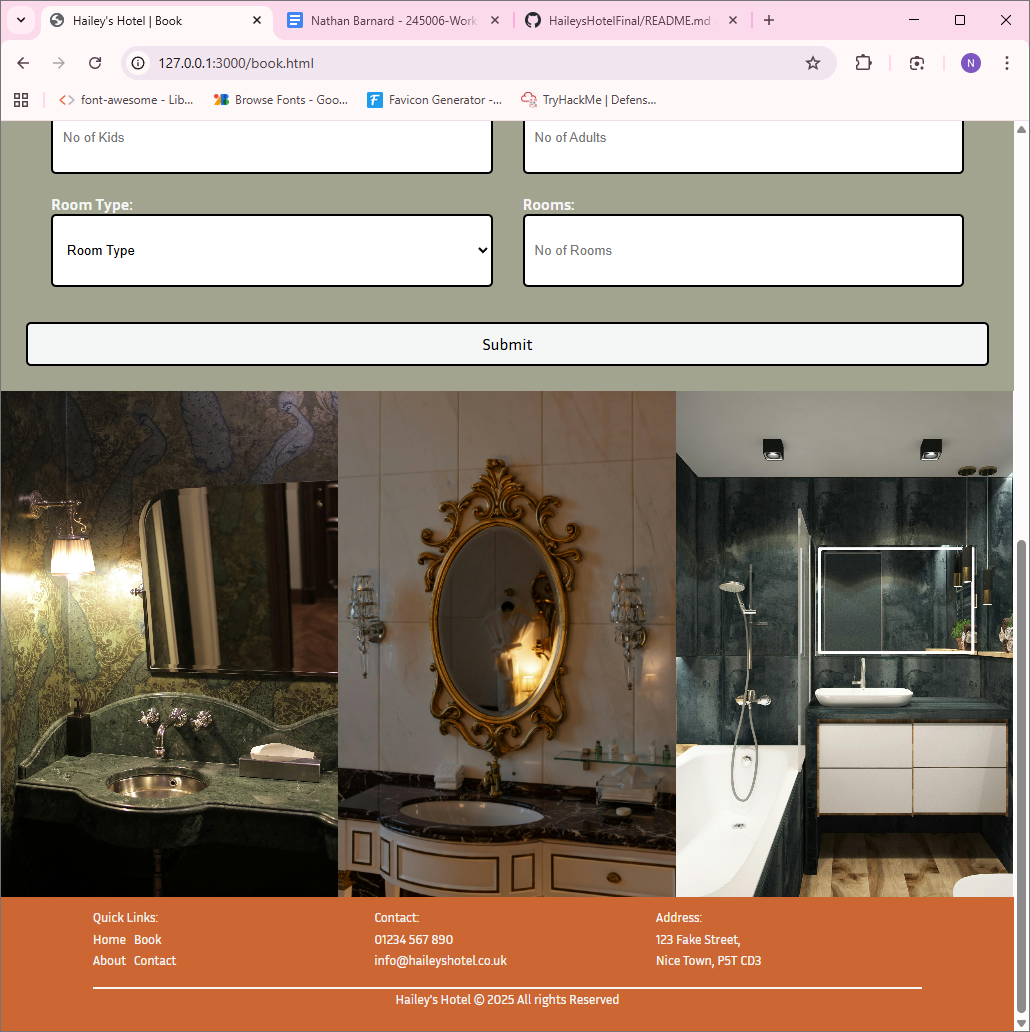 Hailey's Hotel | Book
Nathan Barnard - 245006-Work
HaileysHotelFinal/README.md
127.0.0.1:3000/book.html
N
font-awesome - Lib...
Browse Fonts - Goo...
Favicon Generator -...
TryHackMe | Defens...
No of Kids
No of Adults
Room Type:
Rooms:
Room Type
No of Rooms
Submit
Quick Links:
Contact:
Address:
Home Book
01234 567 890
123 Fake Street,
About Contact
info@haileyshotel.co.uk
Nice Town, P5T CD3
Hailey's Hotel © 2025 All rights Reserved